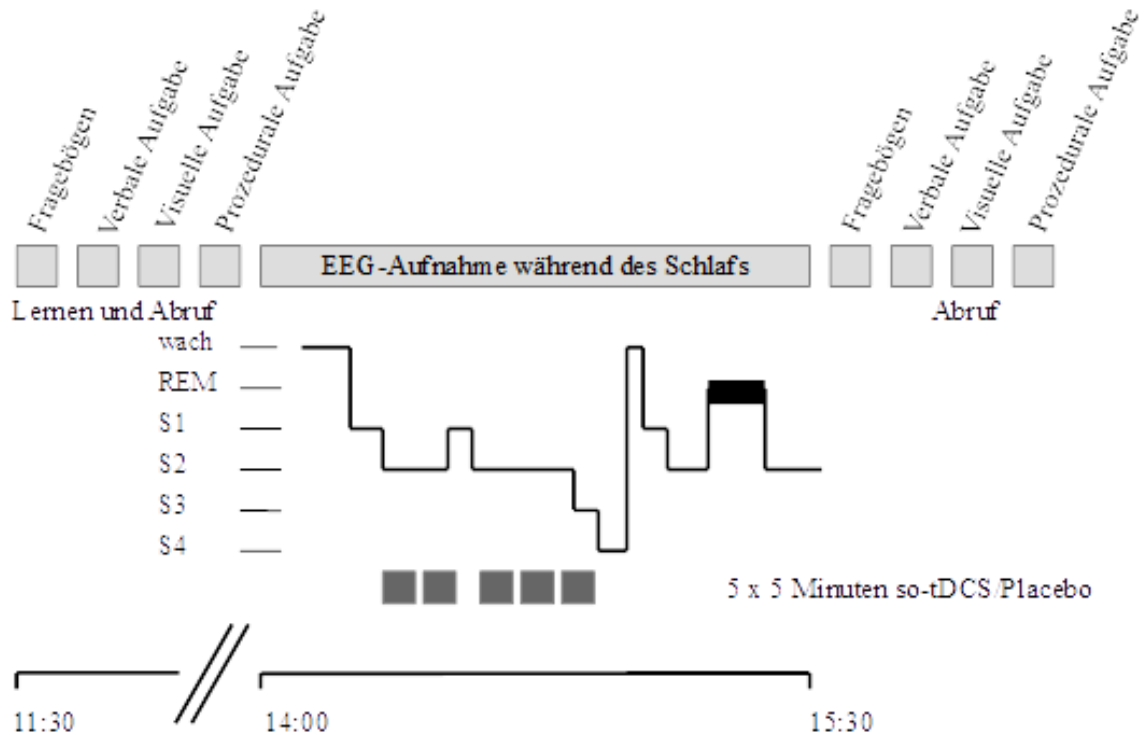 Fragebögen
Verbale Aufgabe
Visuelle Aufgabe
Prozedurale Aufgabe
Fragebögen
Verbale Aufgabe
Visuelle Aufgabe
Prozedurale Aufgabe
EEG-Aufnahme während des Schlafs
Lernen und Abruf
Abruf
wach
REM
S1
S2
S3
S4
5 x 5 Minuten so-tDCS/Placebo
11:30
14:00
15:30